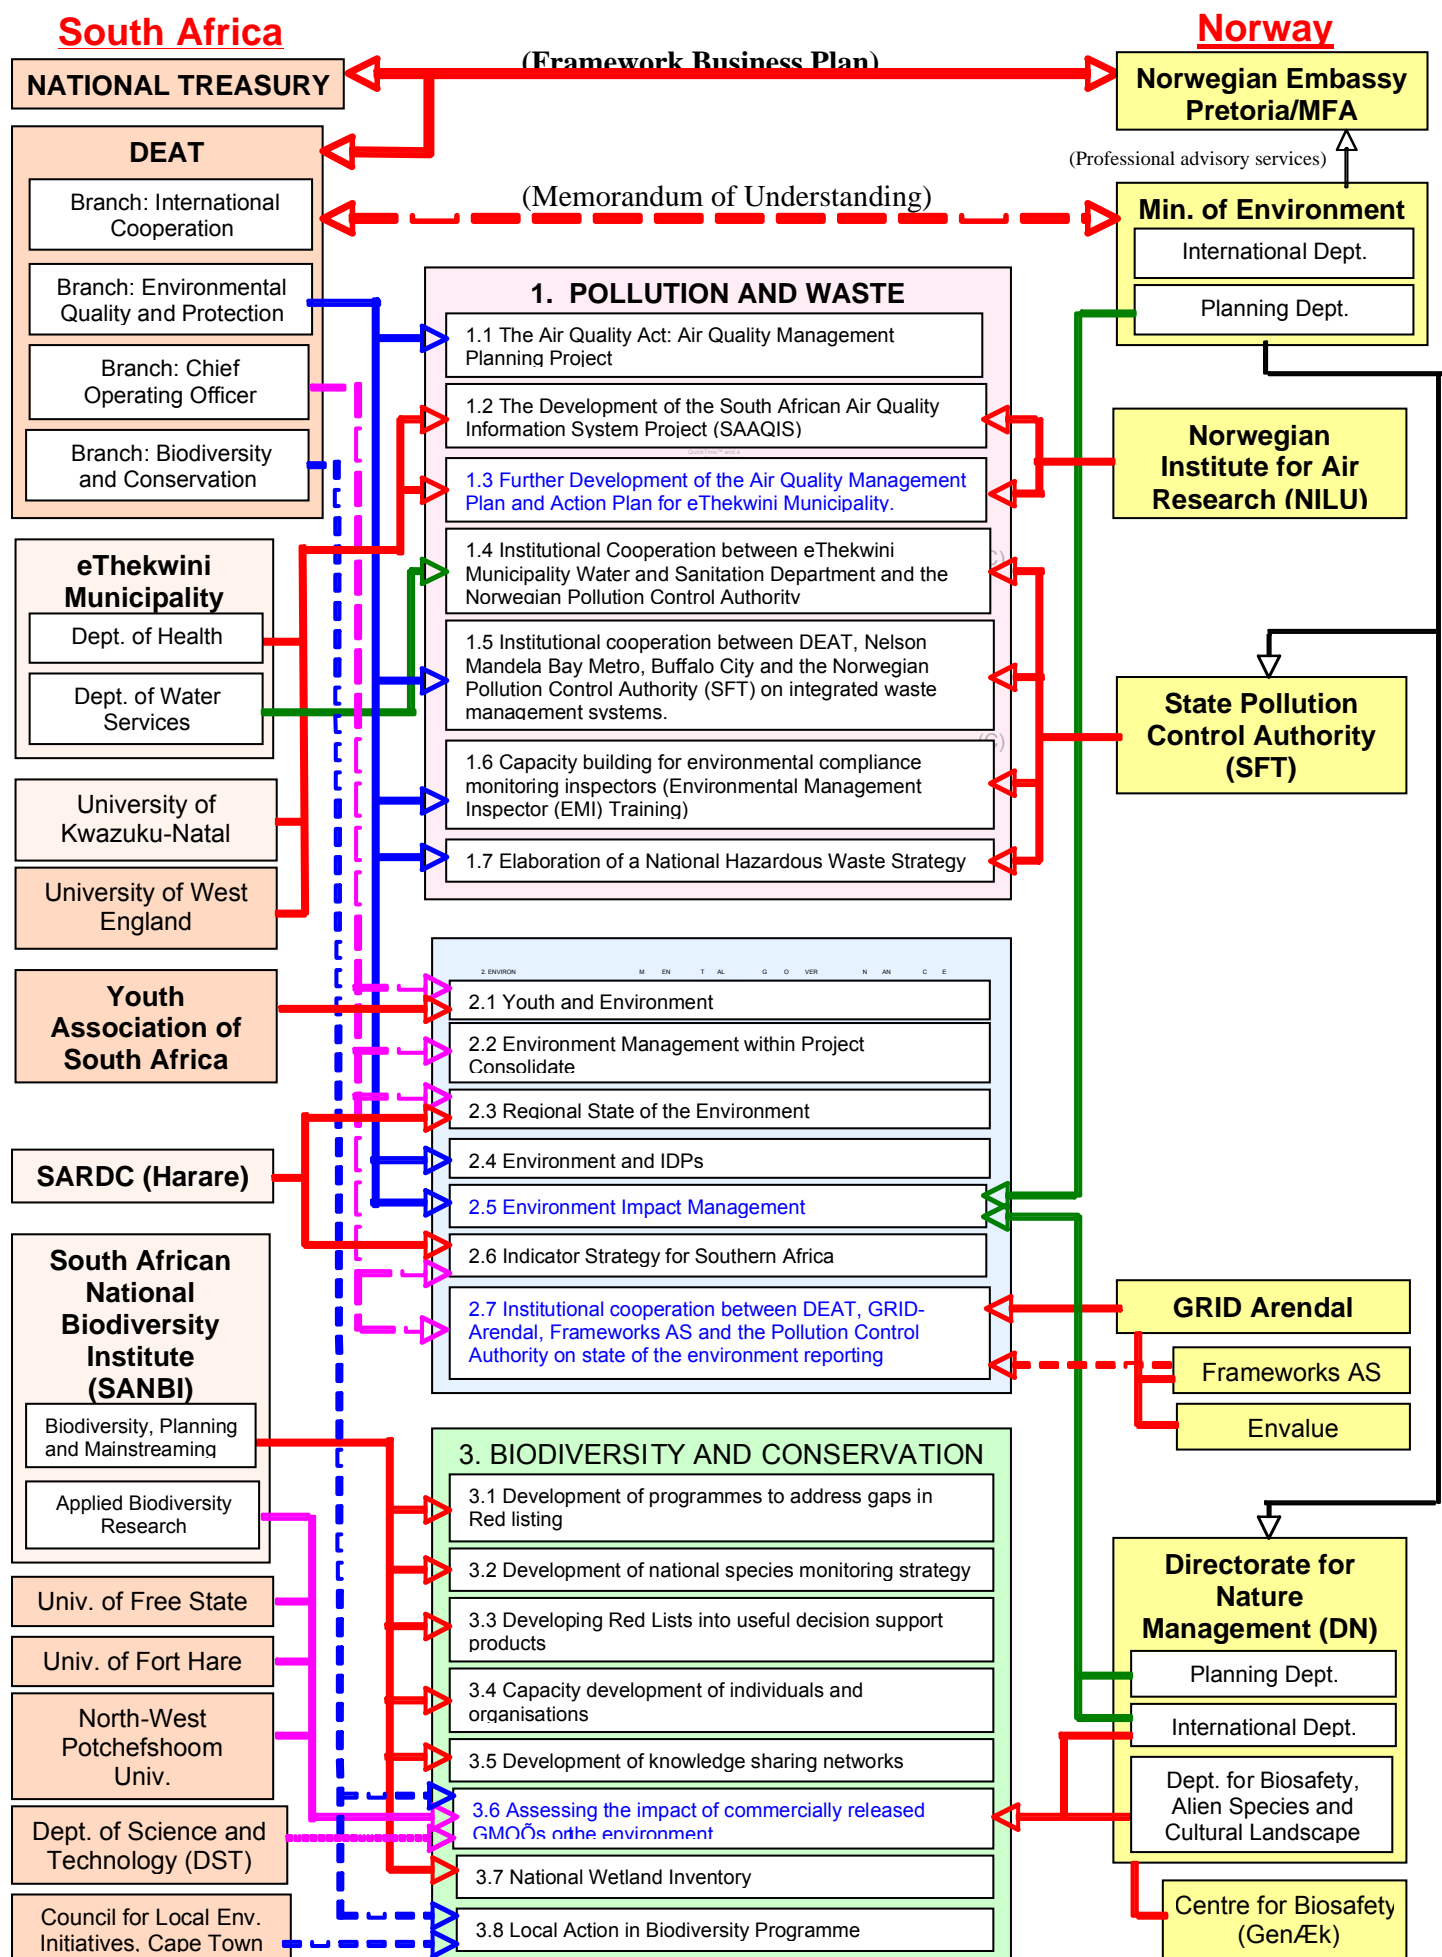 South Africa
Norway
NATIONAL TREASURY
(Framework Business Plan)
Norwegian Embassy
Pretoria/MFA
(Professional advisory services)
DEAT
Branch: International
Cooperation
Branch: Environmental
Quality and Protection
Branch: Chief
Operating Officer
Branch: Biodiversity
and Conservation
(Memorandum of Understanding)
Min. of Environment
International Dept.
Planning Dept.
eThekwini
Municipality
Dept. of Health
Dept. of Water
Services
University of
Kwazuku-Natal
University of West
England
Youth
Association of
South Africa
SARDC (Harare)
South African
National
Biodiversity
Institute
(SANBI)
Biodiversity, Planning
and Mainstreaming
Applied Biodiversity
Research
Univ. of Free State
Univ. of Fort Hare
North-West
Potchefshoom
Univ.
Dept. of Science and
Technology (DST)
Council for Local Env.
Initiatives, Cape Town
1. POLLUTION AND WASTE
1.1 The Air Quality Act: Air Quality Management
Planning Project
1.2 The Development of the South African Air Quality
Information System Project (SAAQIS)
QuickTime™ and a
1.3 Further Development of the Air Quality Management
Plan and Action Plan for eThekwini Municipality.
1.4 Institutional Cooperation between eThekwini
Municipality Water and Sanitation Department and the
Norwegian Pollution Control Authority
1.5 Institutional cooperation between DEAT, Nelson
Mandela Bay Metro, Buffalo City and the Norwegian
Pollution Control Authority (SFT) on integrated waste
management systems.
1.6 Capacity building for environmental compliance
monitoring inspectors (Environmental Management
Inspector (EMI) Training)
1.7 Elaboration of a National Hazardous Waste Strategy
2. ENVIRON M EN T AL G O VER N AN C E
2.1 Youth and Environment
2.2 Environment Management within Project
Consolidate
2.3 Regional State of the Environment
2.4 Environment and IDPs
2.5 Environment Impact Management
2.6 Indicator Strategy for Southern Africa
2.7 Institutional cooperation between DEAT, GRID-
Arendal, Frameworks AS and the Pollution Control
Authority on state of the environment reporting
3. BIODIVERSITY AND CONSERVATION
3.1 Development of programmes to address gaps in
Red listing
3.2 Development of national species monitoring strategy
3.3 Developing Red Lists into useful decision support
products
3.4 Capacity development of individuals and
organisations
3.5 Development of knowledge sharing networks
3.6 Assessing the impact of commercially released
GMOÕs onthe environment
3.7 National Wetland Inventory
3.8 Local Action in Biodiversity Programme
Norwegian
Institute for Air
Research (NILU)
State Pollution
Control Authority
(SFT)
GRID Arendal
Frameworks AS
Envalue
Directorate for
Nature
Management (DN)
Planning Dept.
International Dept.
Dept. for Biosafety,
Alien Species and
Cultural Landscape
Centre for Biosafety
(GenÆk)